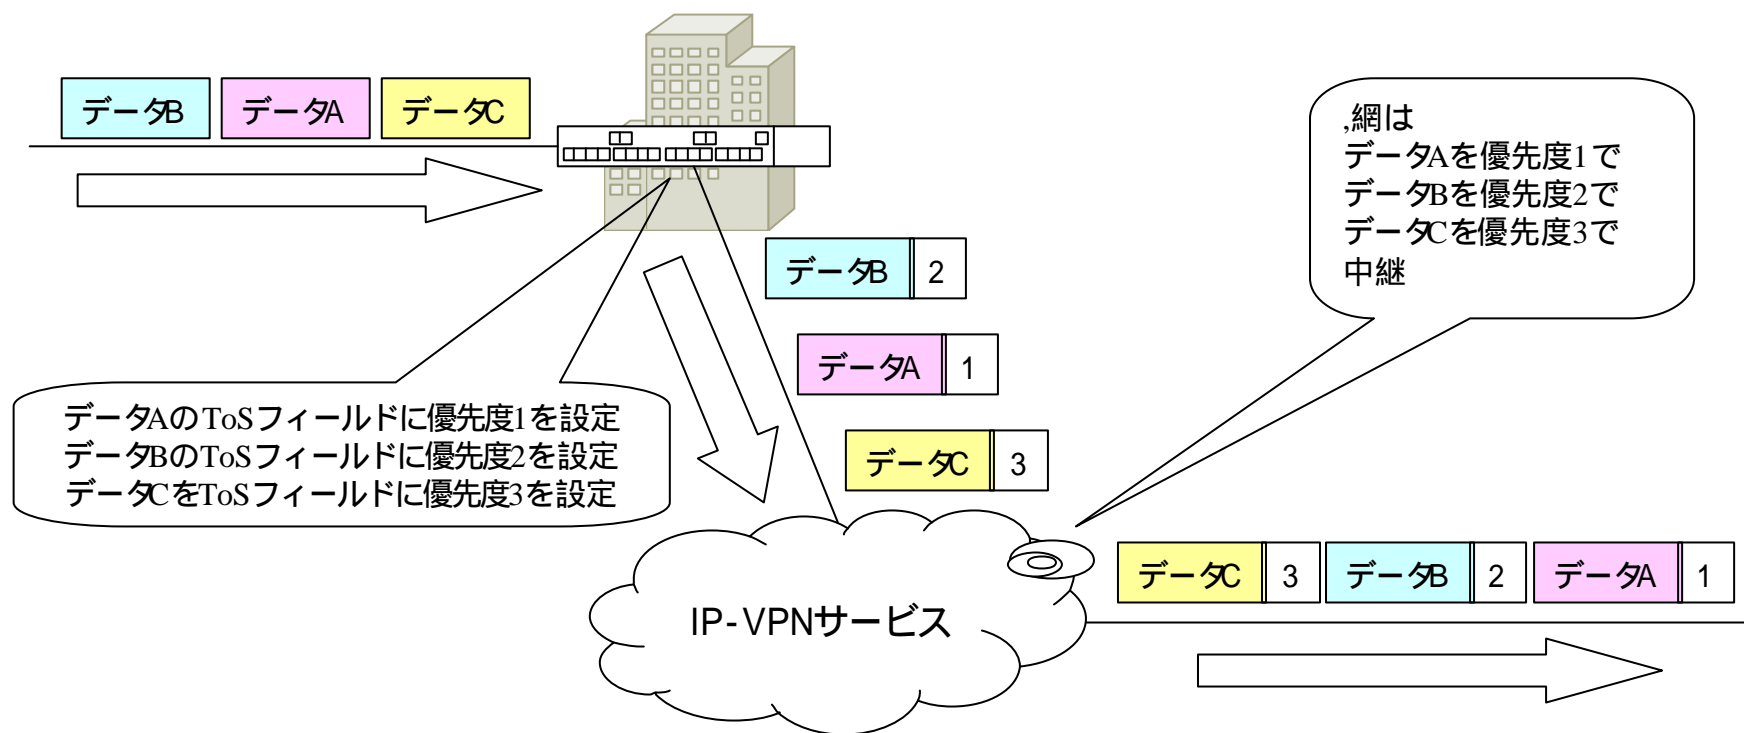 データB
データA
データC
,網は
データAを優先度1で
データBを優先度2で
データCを優先度3で
中継
データB 2
データA 1
データC 3
データAのToSフィールドに優先度1を設定
データBのToSフィールドに優先度2を設定
データCをToSフィールドに優先度3を設定
IP-VPNサービス
データC 3
データB 2
データA 1